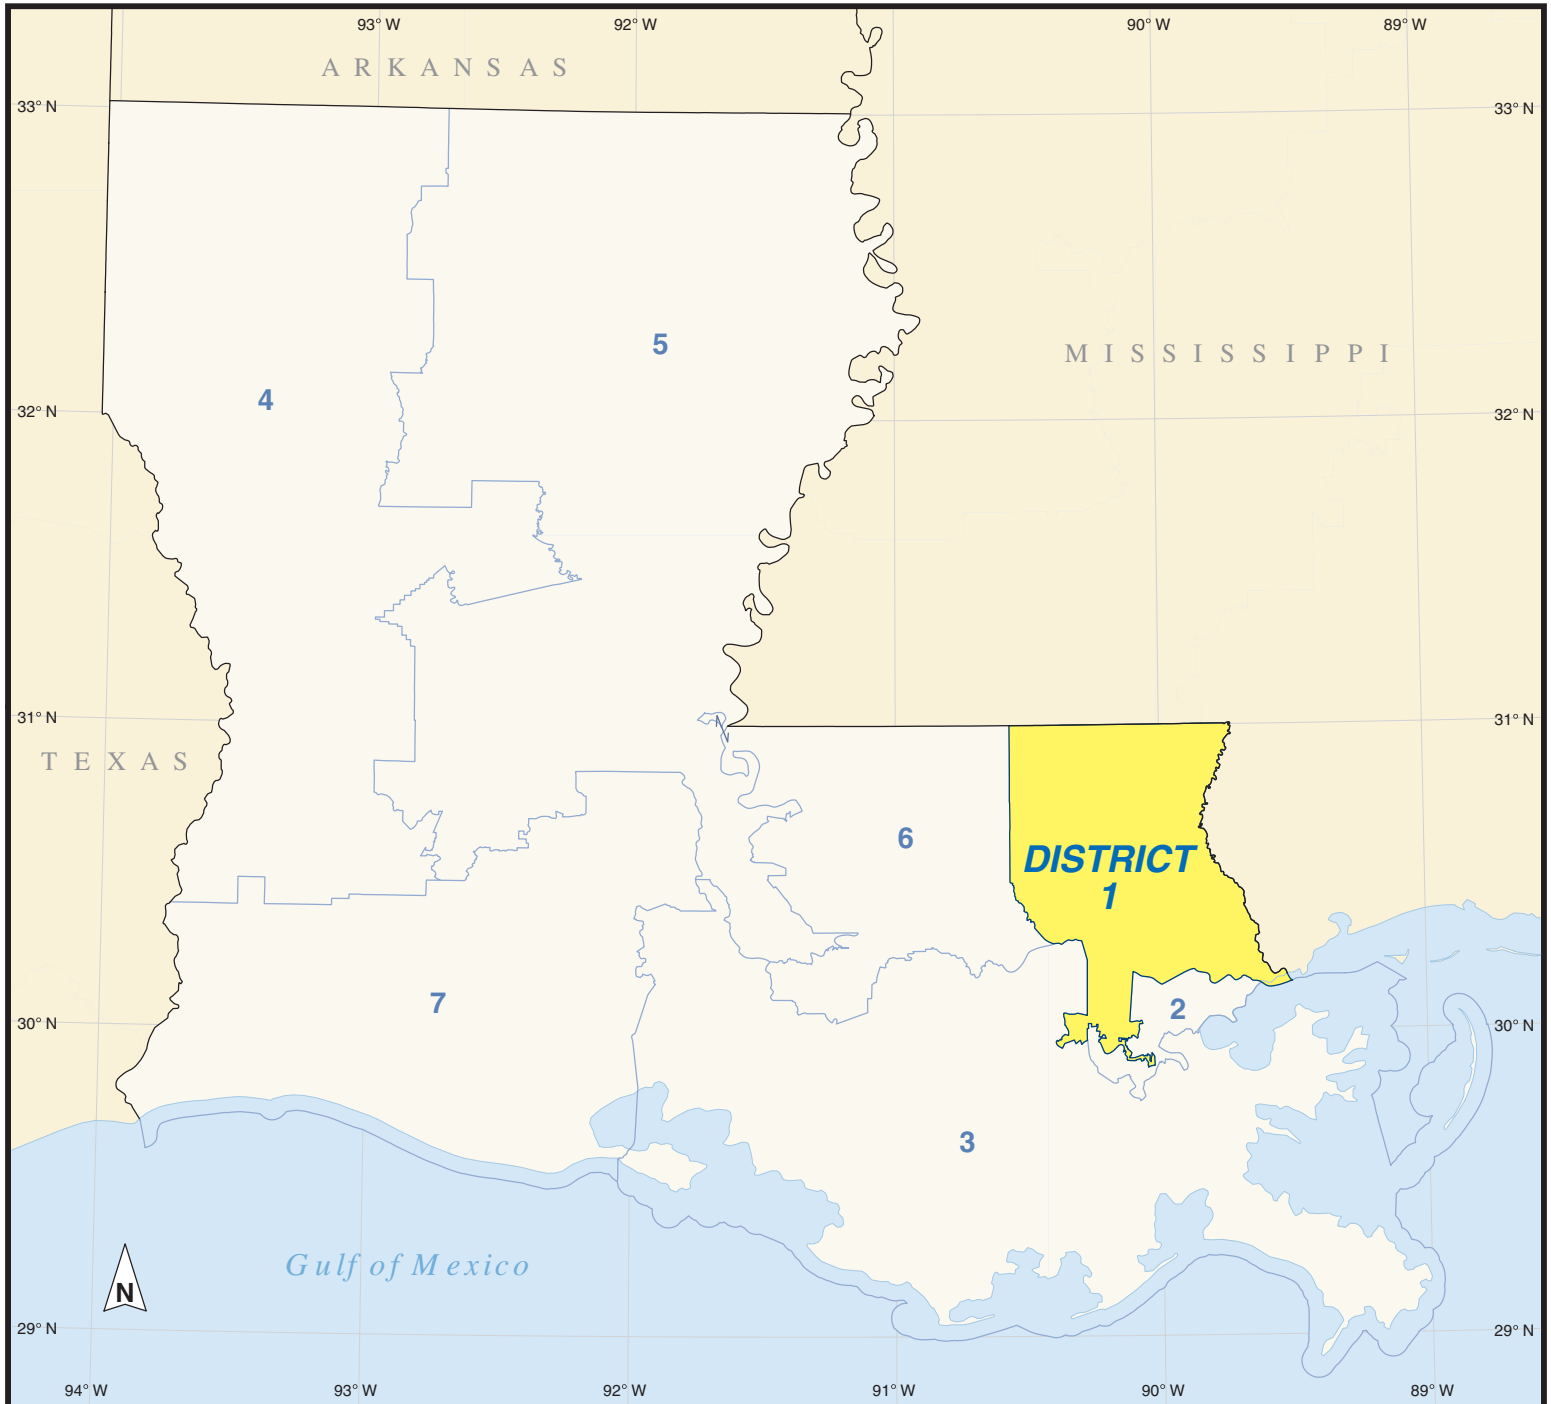 93° W 92° W 90° W 89° W
ARKANSAS
33° N 33° N
5
MISSISSIPPI
4
32° N 32° N
31° N 31° N
TEXAS
6
DISTRICT
1
7
2
30° N 30° N
3
Gulf of Mexico
N
29° N 29° N
94° W 93° W 92° W 91° W 90° W 89° W